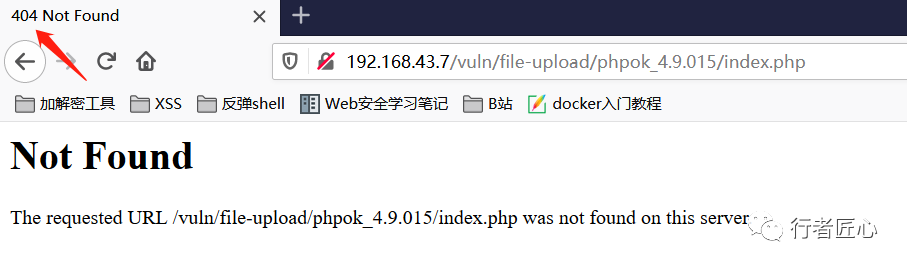 404 Not Found
192.168.43.7/vuln/file-upload/phpok_4.9.015/index.php
加解密工具 XSS 反弹shell Web安全学习笔记 B站 docker入门教程
Not Found
The requested URL /vuln/file-upload/phpok_4.9.015/index.php was not found on this server
行者匠心